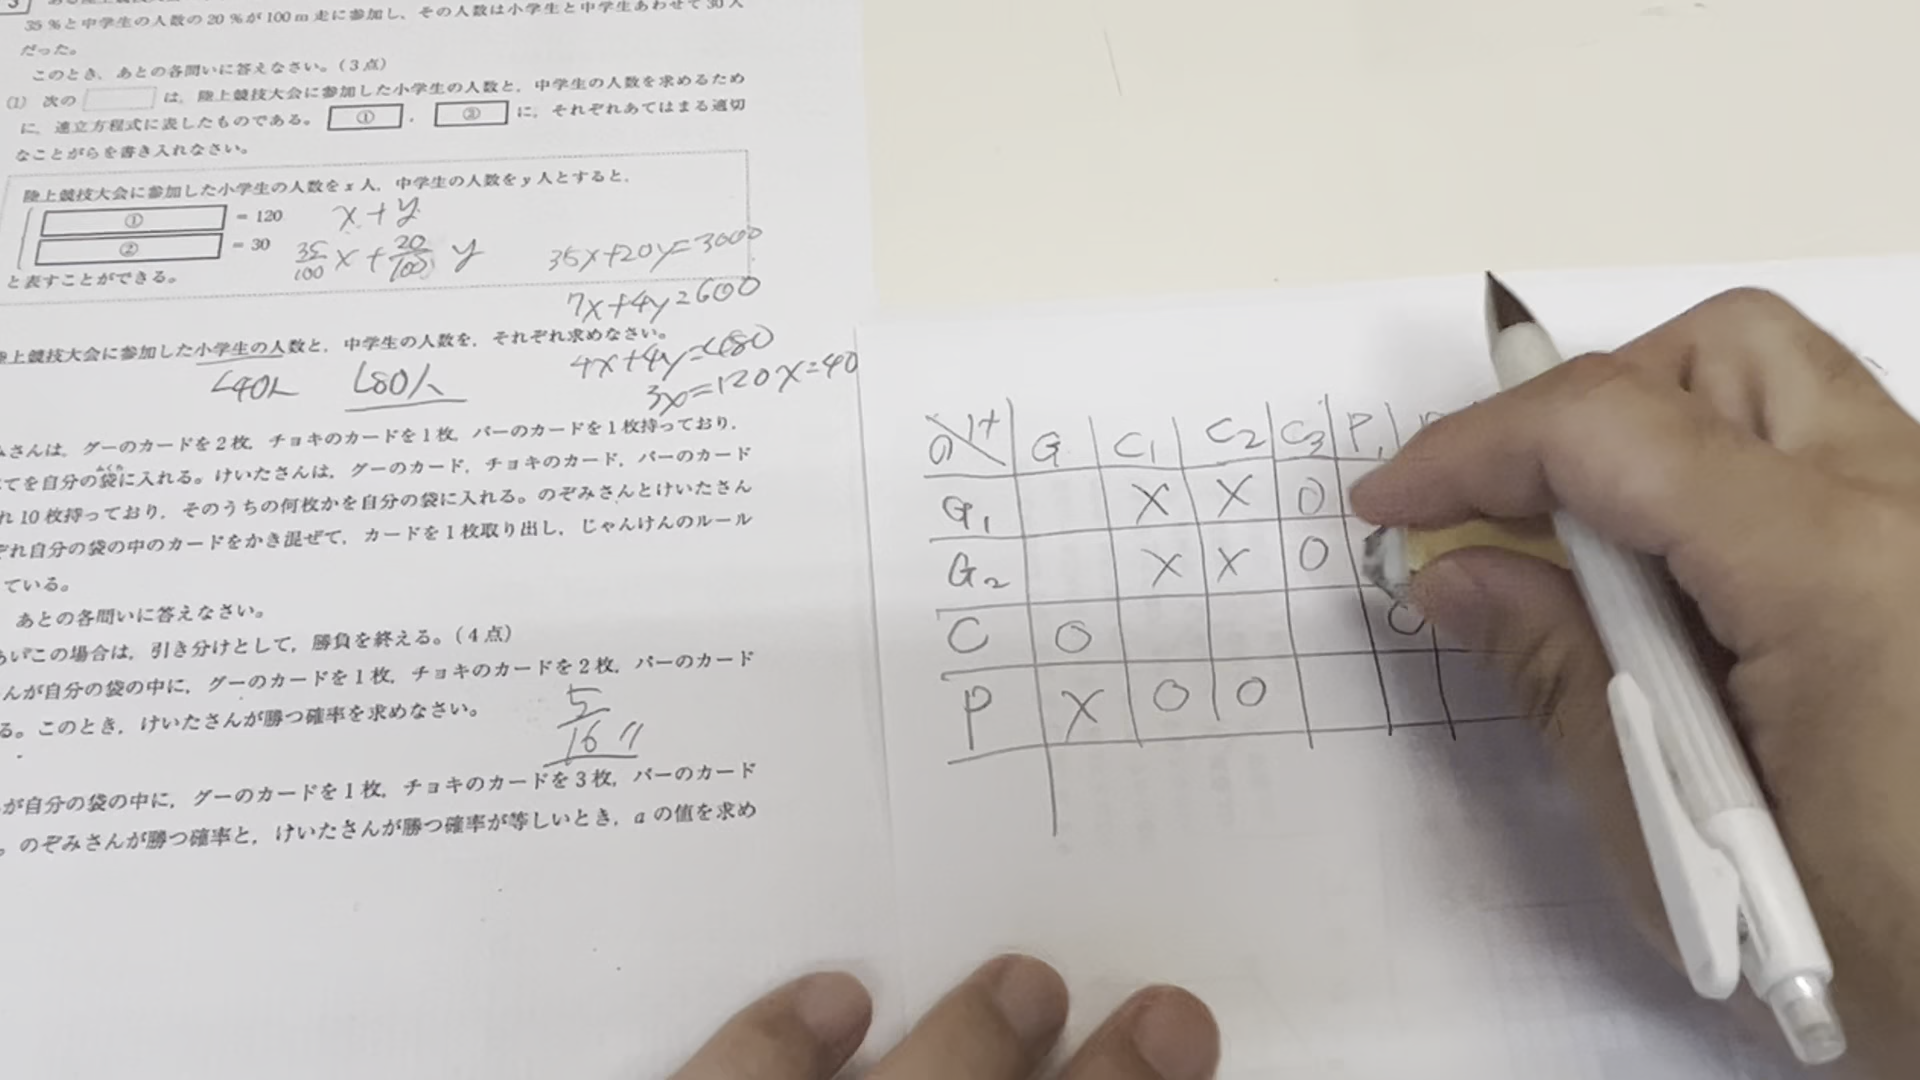 35%と中学生の人数の20%が100m走に参加し、その人数は小学生と中学生あわせて30人
だった。
このとき、あとの各問いに答えなさい。(3点)
(1) 次の は、陸上競技大会に参加した小学生の人数と、中学生の人数を求めるため
に、連立方程式に表したものである。 ① , ② に、それぞれあてはまる適切
なことがらを書き入れなさい。
陸上競技大会に参加した小学生の人数をx人、中学生の人数をy人とすると、
① = 120 x+y
② = 30 35/100 x + 20/100 y 35x+20y=3000
と表すことができる。
7x+4y=600
陸上競技大会に参加した小学生の人数と、中学生の人数を、それぞれ求めなさい。
4x+4y=480
40人 80人
3x=120 x=40
さんは、グーのカードを2枚、チョキのカードを1枚、パーのカードを1枚持っており、
てを自分の袋に入れる。けいたさんは、グーのカード、チョキのカード、パーのカード
れ10枚持っており、そのうちの何枚かを自分の袋に入れる。のぞみさんとけいたさん
ぞれ自分の袋の中のカードをかき混ぜて、カードを1枚取り出し、じゃんけんのルール
ている。
あとの各問いに答えなさい。
あいこの場合は、引き分けとして、勝負を終える。(4点)
んが自分の袋の中に、グーのカードを1枚、チョキのカードを2枚、パーのカード
る。このとき、けいたさんが勝つ確率を求めなさい。
5/16
が自分の袋の中に、グーのカードを1枚、チョキのカードを3枚、パーのカード
。のぞみさんが勝つ確率と、けいたさんが勝つ確率が等しいとき、aの値を求め
の け G C1 C2 C3 P1
G1 X X O
G2 X X O
C O O
P X O O